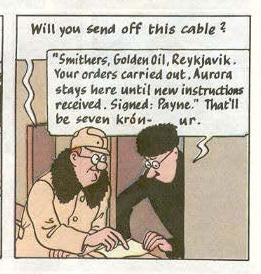 Will you send off this cable?
"Smithers, Golden Oil, Reykjavik.
Your orders carried out. Aurora
stays here until new instructions
received. Signed: Payne." That'll
be seven krón- ur.